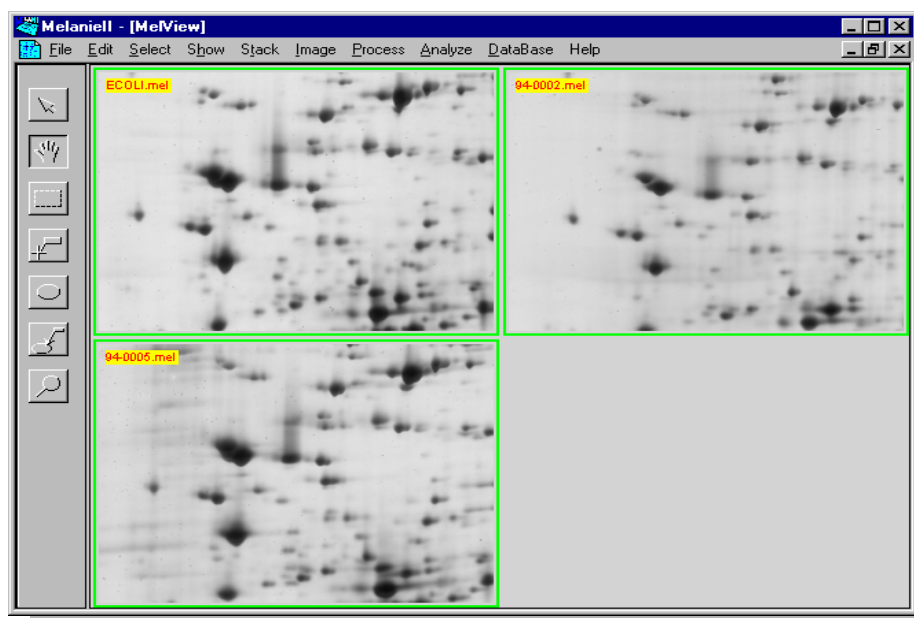 MelanieII - [MelView]
File Edit Select Show Stack Image Process Analyze DataBase Help
ECOLI.mel
94-0002.mel
94-0005.mel